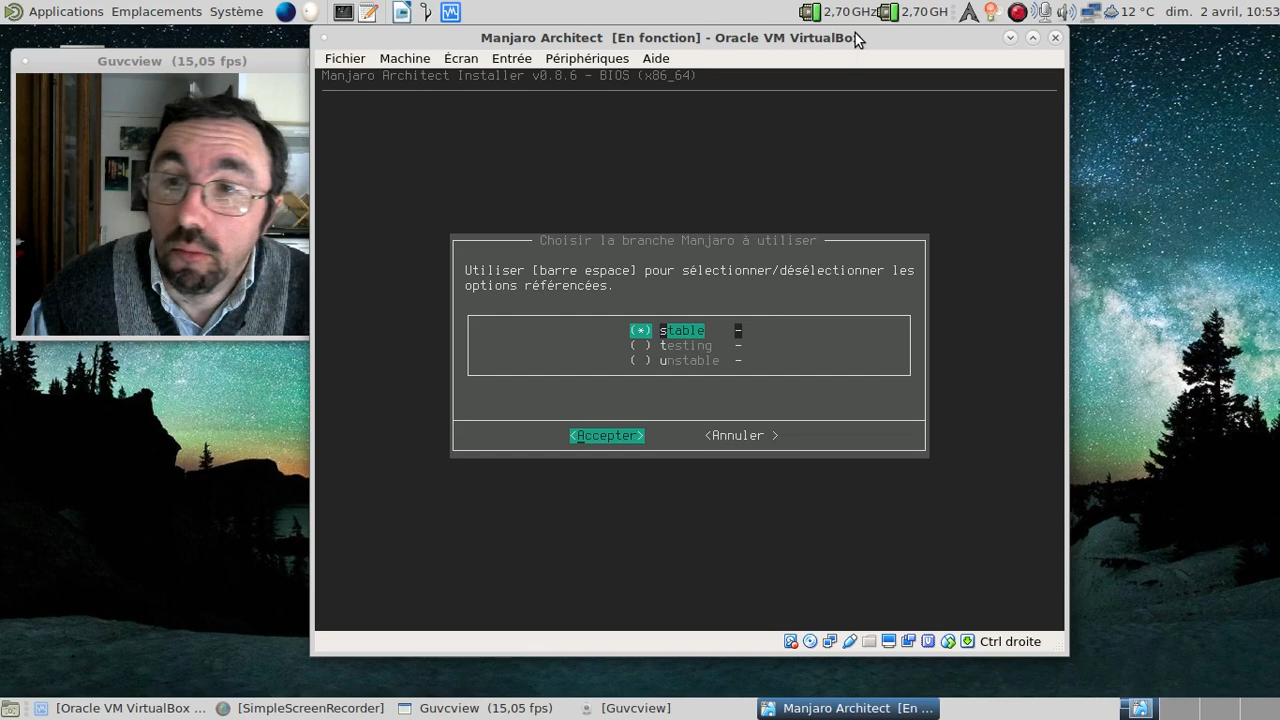 Applications Emplacements Système 2,70 GHz 2,70 GH 12 °C dim. 2 avril, 10:53
Guvcview (15,05 fps)
Manjaro Architect [En fonction] - Oracle VM VirtualBox
Fichier Machine Écran Entrée Périphériques Aide
Manjaro Architect Installer v0.8.6 - BIOS (x86_64)
Choisir la branche Manjaro à utiliser
Utiliser [barre espace] pour sélectionner/désélectionner les
options référencées.
(*) stable -
( ) testing -
( ) unstable -
<Accepter> <Annuler >
Ctrl droite
[Oracle VM VirtualBox ... [SimpleScreenRecorder] Guvcview (15,05 fps) [Guvcview] Manjaro Architect [En ...